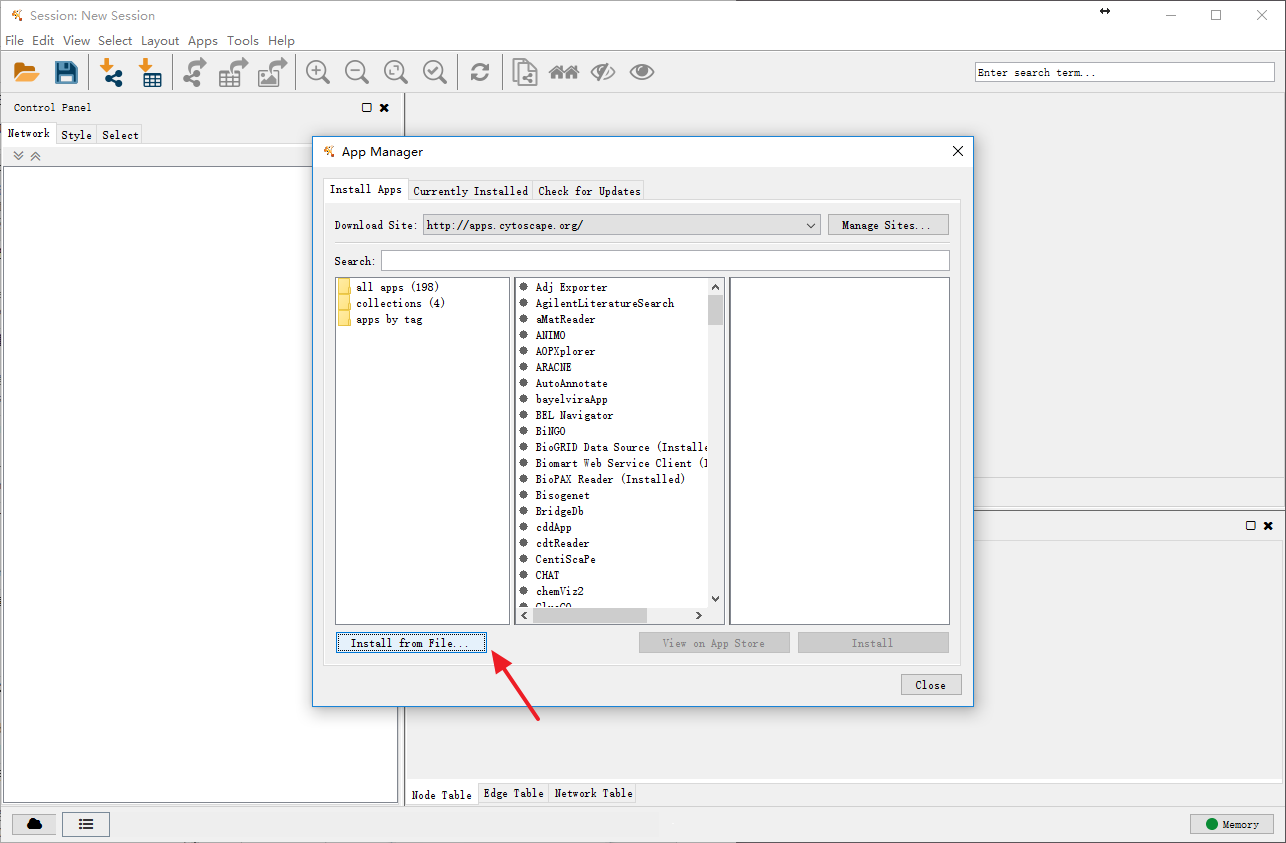 Session: New Session
File Edit View Select Layout Apps Tools Help
Enter search term...
Control Panel
Network Style Select
App Manager
Install Apps Currently Installed Check for Updates
Download Site: http://apps.cytoscape.org/ Manage Sites...
Search:
all apps (198)
collections (4)
apps by tag
Adj Exporter
AgilentLiteratureSearch
aMatReader
ANIMO
AOPXplorer
ARACNE
AutoAnnotate
bayelviraApp
BEL Navigator
BiNGO
BioGRID Data Source (Installe
Biomart Web Service Client (I
BioPAX Reader (Installed)
Bisogenet
BridgeDb
cddApp
cdtReader
CentiScaPe
CHAT
chemViz2
ClueGO
Install from File... View on App Store Install
Close
Node Table Edge Table Network Table
Memory